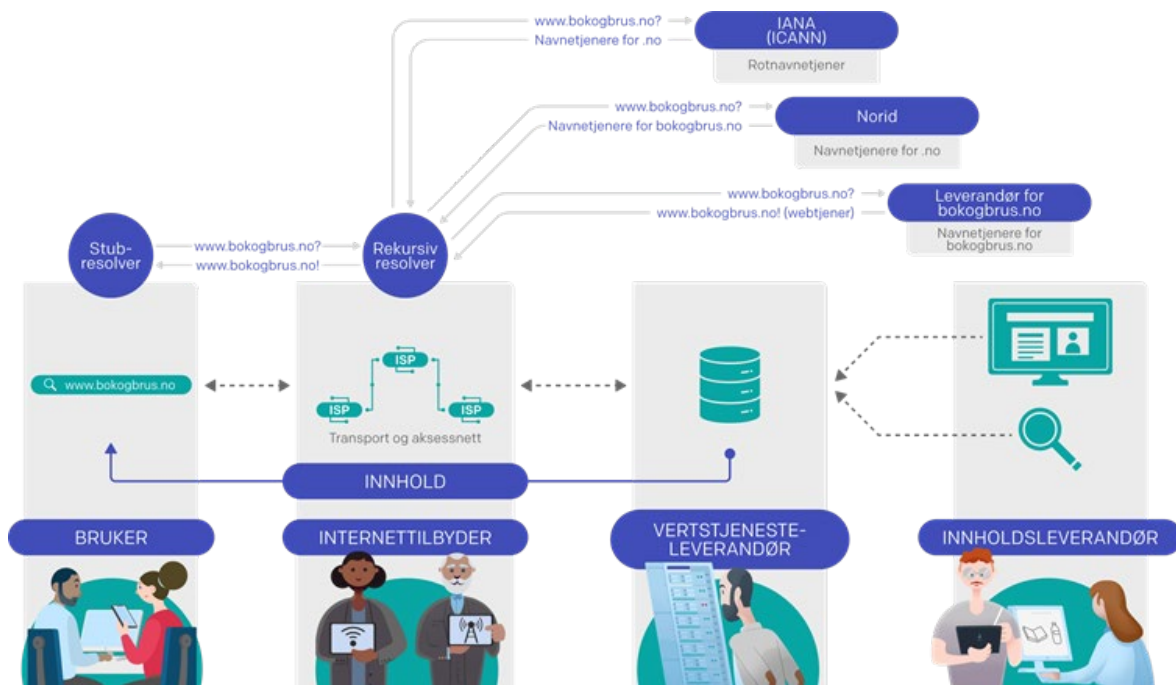 www.bokogbrus.no?
Navnetjenere for .no
IANA
(ICANN)
Rotnavnetjener
www.bokogbrus.no?
Navnetjenere for bokogbrus.no
Norid
Navnetjenere for .no
www.bokogbrus.no?
www.bokogbrus.no! (webtjener)
Leverandør for
bokogbrus.no
Navnetjenere for
bokogbrus.no
Stub-
resolver
www.bokogbrus.no?
www.bokogbrus.no!
Rekursiv
resolver
www.bokogbrus.no
ISP
ISP
ISP
Transport og aksessnett
INNHOLD
BRUKER
INTERNETTILBYDER
VERTSTJENESTE-
LEVERANDØR
INNHOLDSLEVERANDØR